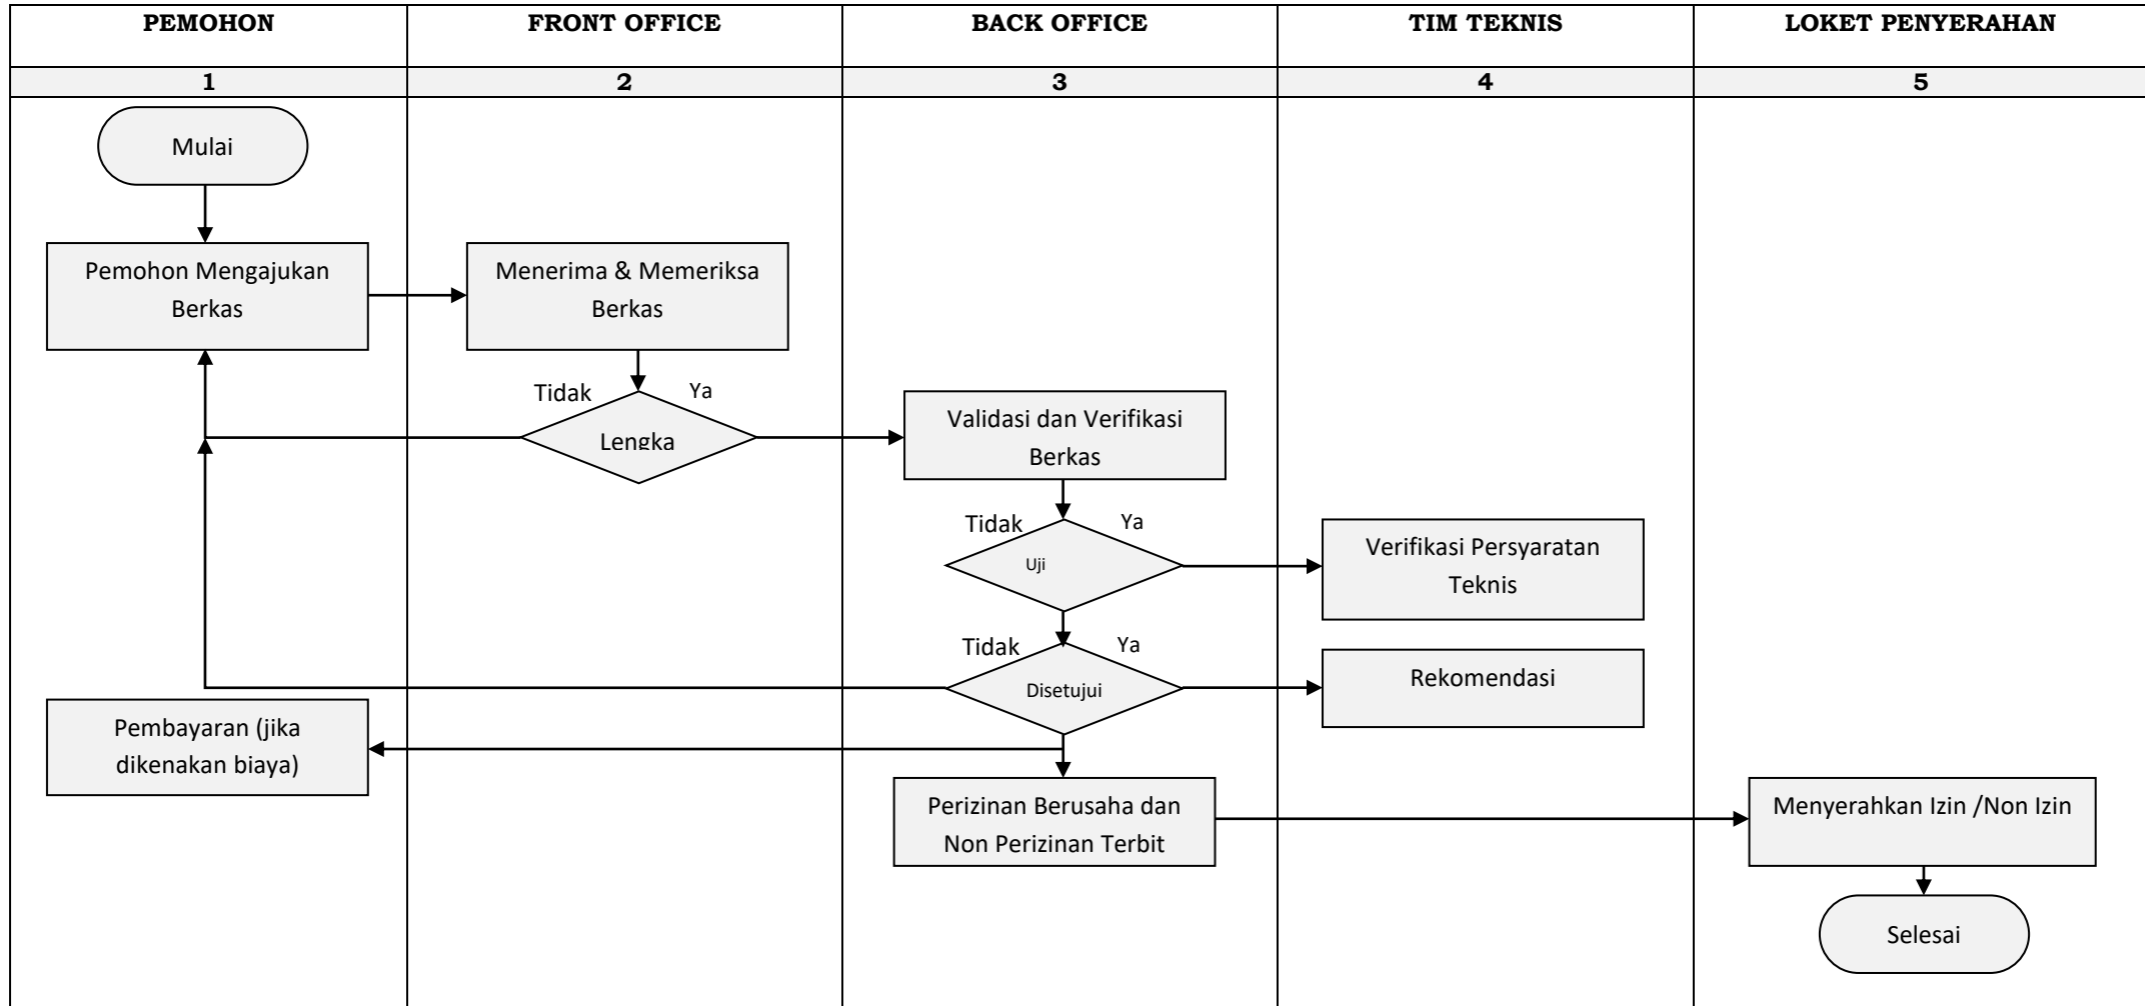 PEMOHON
FRONT OFFICE
BACK OFFICE
TIM TEKNIS
LOKET PENYERAHAN
1
2
3
4
5
Mulai
Pemohon Mengajukan
Berkas
Menerima & Memeriksa
Berkas
Tidak
Ya
Lengka
Validasi dan Verifikasi
Berkas
Tidak
Ya
Uji
Verifikasi Persyaratan
Teknis
Tidak
Ya
Disetujui
Rekomendasi
Pembayaran (jika
dikenakan biaya)
Perizinan Berusaha dan
Non Perizinan Terbit
Menyerahkan Izin /Non Izin
Selesai